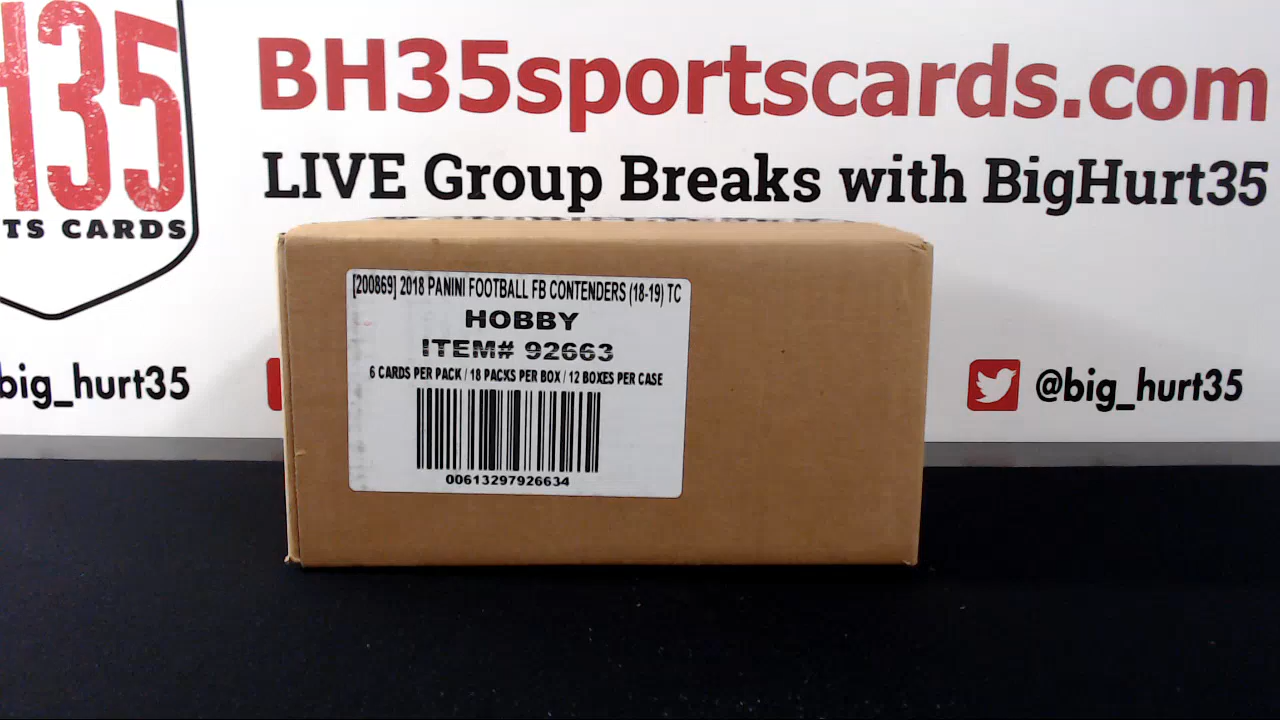 H35
TS CARDS
BH35sportscards.com
LIVE Group Breaks with BigHurt35
big_hurt35
@big_hurt35
[200869] 2018 PANINI FOOTBALL FB CONTENDERS (18-19) TC
HOBBY
ITEM# 92663
6 CARDS PER PACK / 18 PACKS PER BOX / 12 BOXES PER CASE
00613297926634